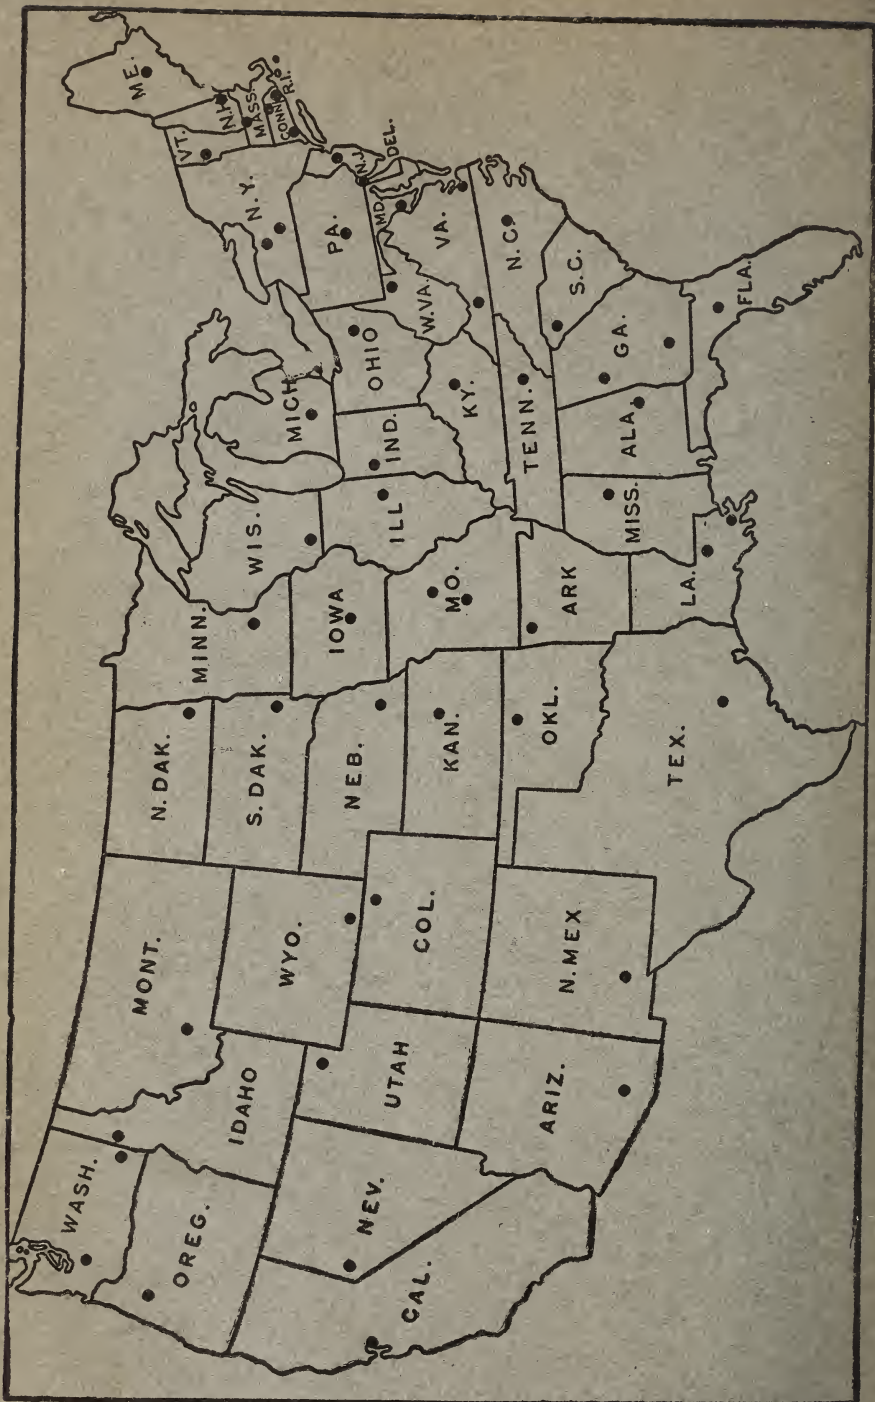 WASH.
OREG.
CAL.
NEV.
IDAHO
MONT.
WYO.
UTAH
ARIZ.
COL.
N.MEX
N. DAK.
S. DAK.
NEB.
KAN.
OKL.
TEX.
MINN.
IOWA
MO.
ARK
LA.
WIS.
ILL
MICH
IND.
OHIO
KY.
TENN.
MISS.
ALA.
GA.
FLA.
S.C.
N.C.
VA.
W.VA.
MD.
DEL.
PA.
N.J.
N.Y.
VT.
N.H.
MASS.
CONN.
R.I.
ME.